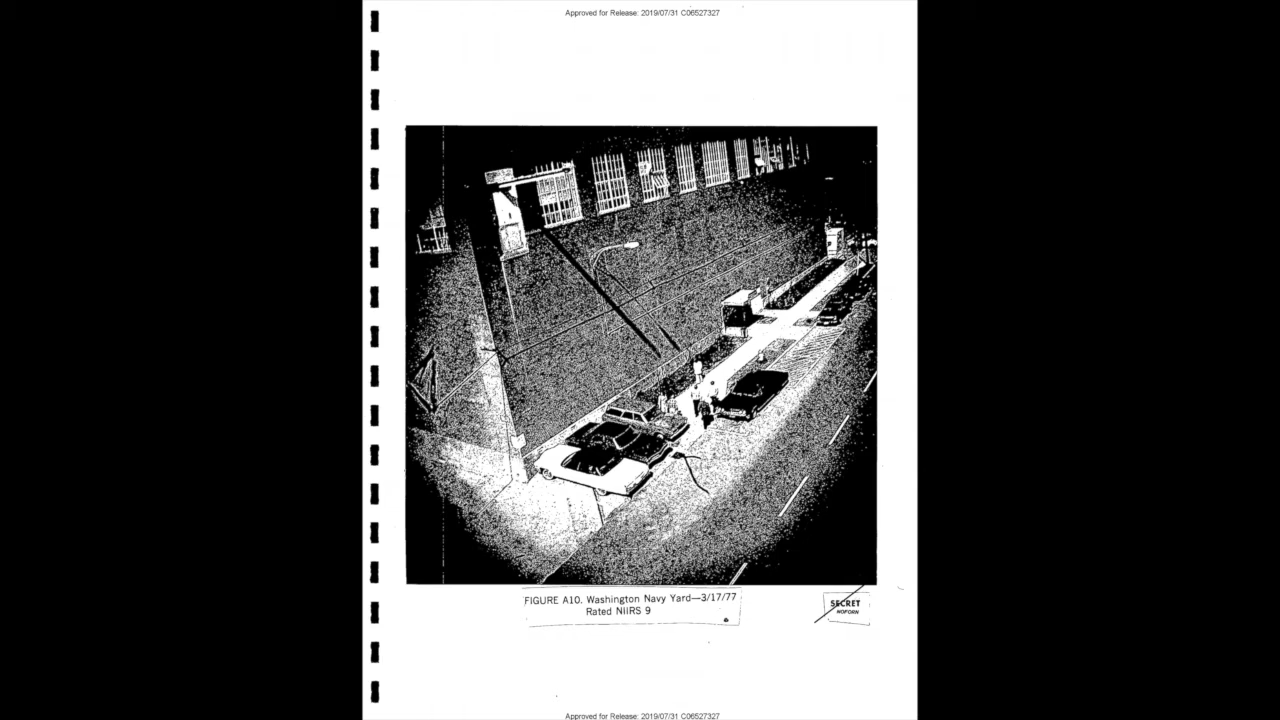 Approved for Release: 2019/07/31 C06527327
FIGURE A10. Washington Navy Yard—3/17/77
Rated NIIRS 9
SECRET
NOFORN
Approved for Release: 2019/07/31 C06527327